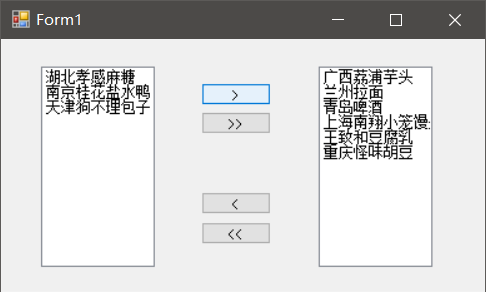 Form1
湖北孝感麻糖
南京桂花盐水鸭
天津狗不理包子
>
>>
<
<<
广西荔浦芋头
兰州拉面
青岛啤酒
上海南翔小笼馒
王致和豆腐乳
重庆怪味胡豆